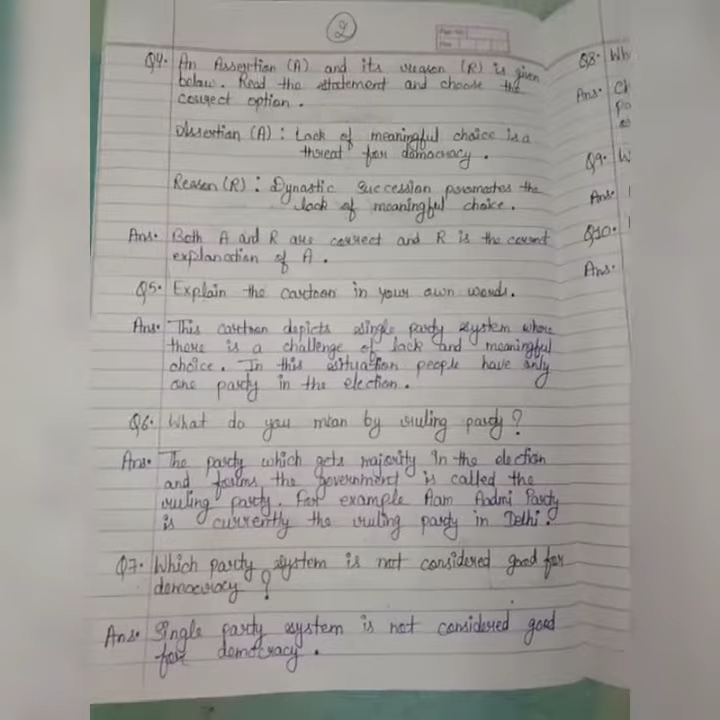 2
Q4. An Assertion (A) and its reason (R) is given
below. Read the statement and choose the
correct option.
Assertion (A) : Lack of meaningful choice is a
threat for democracy.
Reason (R) : Dynastic Succession promotes the
lack of meaningful choice.
Ans. Both A and R are correct and R is the correct
explanation of A.
Q5. Explain the cartoon in your own words.
Ans. This cartoon depicts single party system where
there is a challenge of lack and meaningful
choice. In this situation people have only
one party in the election.
Q6. What do you mean by ruling party?
Ans. The party which gets majority in the election
and forms the government is called the
ruling party. For example Aam Aadmi Party
is currently the ruling party in Delhi.
Q7. Which party system is not considered good for
democracy?
Ans. Single party system is not considered good
for democracy.
Q8. Wh
Ans.
Q9. W
Ans.
Q10.
Ans.